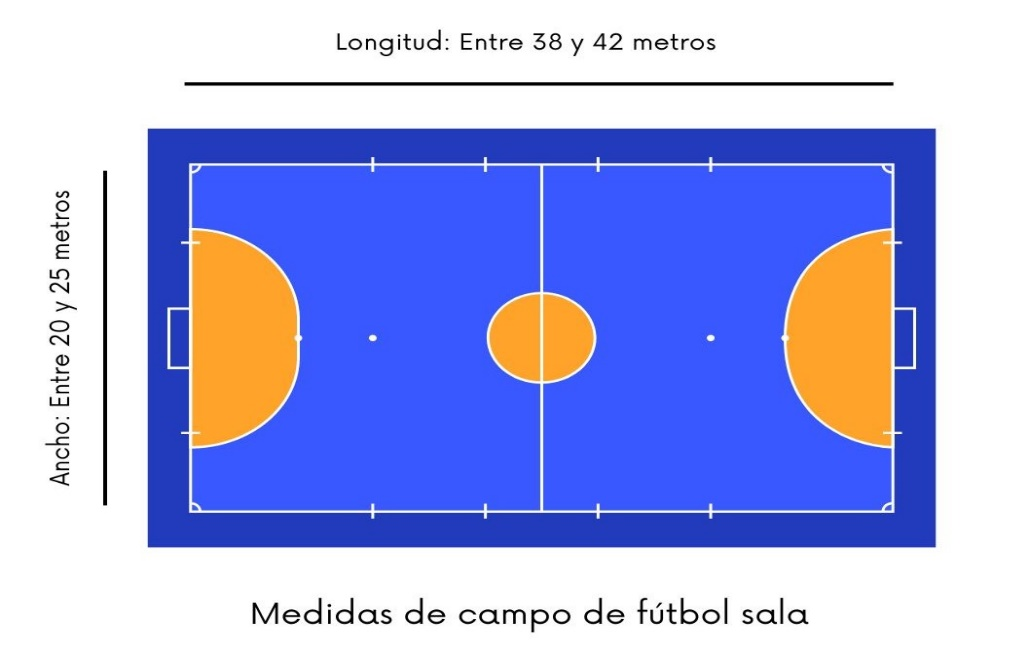 Longitud: Entre 38 y 42 metros
Ancho: Entre 20 y 25 metros
Medidas de campo de fútbol sala